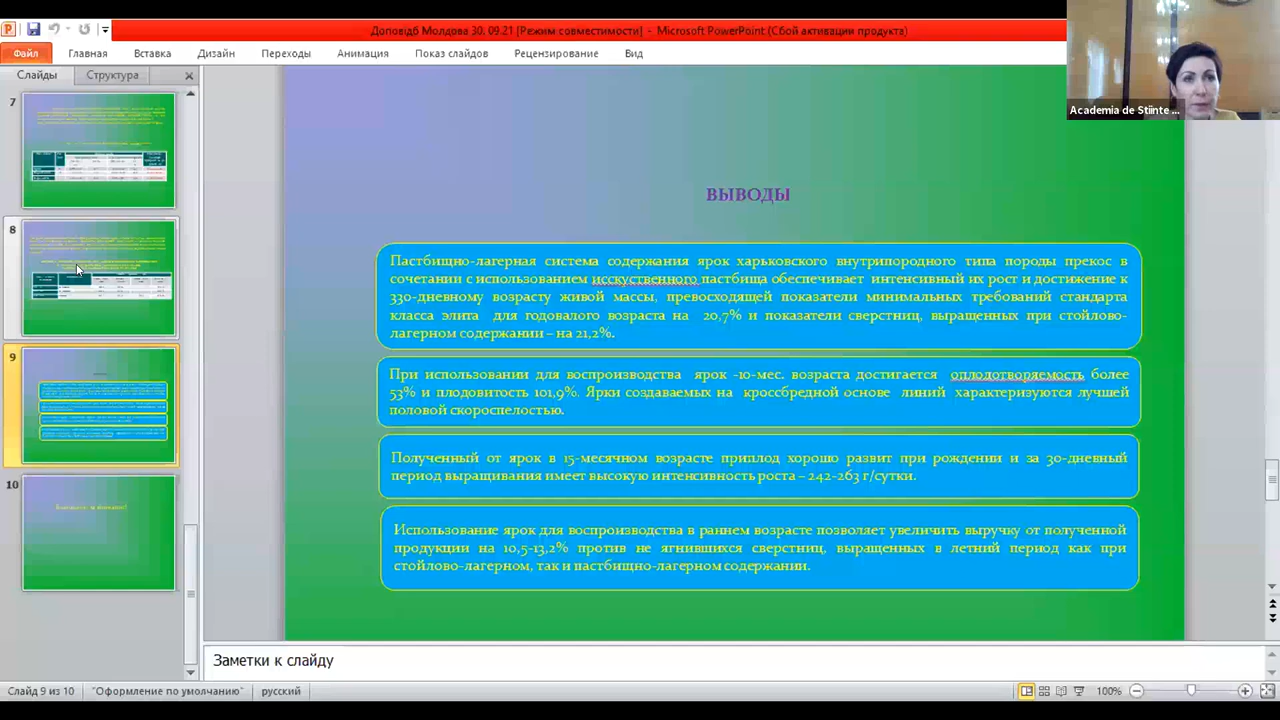 Доповідб Молдова 30. 09.21 [Режим совместимости] - Microsoft PowerPoint (Сбой активации продукта)
Файл Главная Вставка Дизайн Переходы Анимация Показ слайдов Рецензирование Вид
Academia de Stiinte ...
Слайды Структура
7
8
9
10
Благодарю за внимание!
ВЫВОДЫ
Пастбищно-лагерная система содержания ярок харьковского внутрипородного типа породы прекос в
сочетании с использованием исскуственного пастбища обеспечивает интенсивный их рост и достижение к
330-дневному возрасту живой массы, превосходящей показатели минимальных требований стандарта
класса элита для годовалого возраста на 20,7% и показатели сверстниц, выращенных при стойлово-
лагерном содержании – на 21,2%.
При использовании для воспроизводства ярок -10-мес. возраста достигается оплодотворяемость более
53% и плодовитость 101,9%. Ярки создаваемых на кроссбредной основе линий характеризуются лучшей
половой скороспелостью.
Полученный от ярок в 15-месячном возрасте приплод хорошо развит при рождении и за 30-дневный
период выращивания имеет высокую интенсивность роста – 242-263 г/сутки.
Использование ярок для воспроизводства в раннем возрасте позволяет увеличить выручку от полученной
продукции на 10,5-13,2% против не ягнившихся сверстниц, выращенных в летний период как при
стойлово-лагерном, так и пастбищно-лагерном содержании.
Заметки к слайду
Слайд 9 из 10 "Оформление по умолчанию" русский 100%